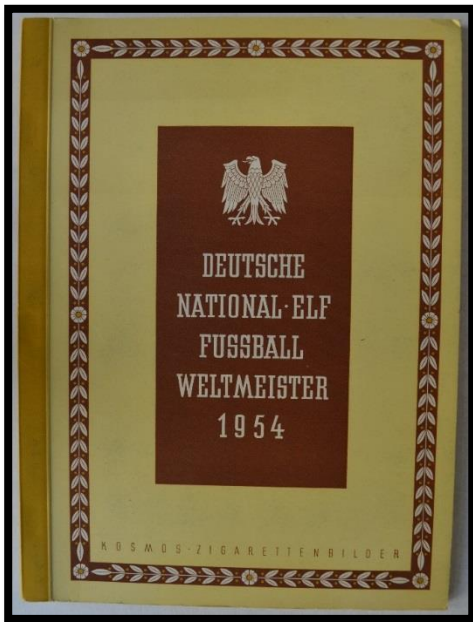 DEUTSCHE
NATIONAL·ELF
FUSSBALL
WELTMEISTER
1954
KOSMOS·ZIGARETTENBILDER